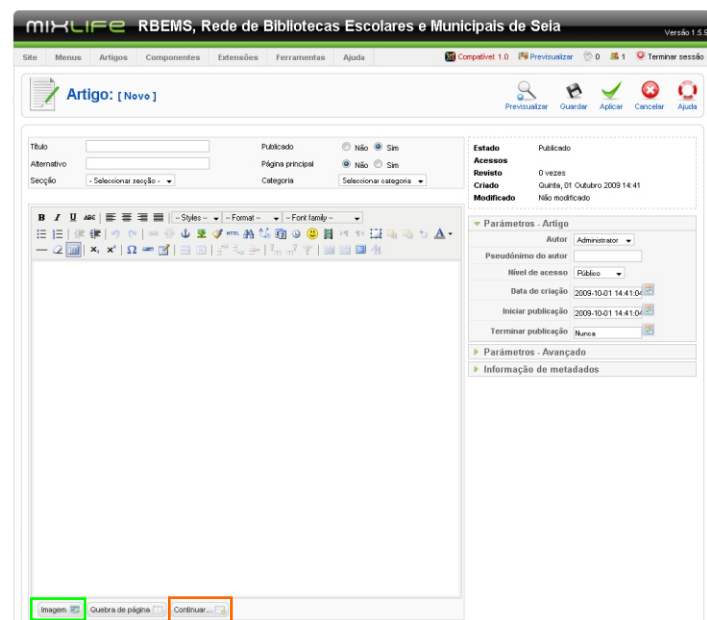 MIXLIFE RBEMS, Rede de Bibliotecas Escolares e Municipais de Seia
Versão 1.5.9
Site Menus Artigos Componentes Extensões Ferramentas Ajuda Compatível: 1.0 Previsualizar 0 1 Terminar sessão
Artigo: [ Novo ]
Previsualizar Guardar Aplicar Cancelar Ajuda
Título Publicado Não Sim
Alternativo Página principal Não Sim
Secção - Seleccionar secção - Categoria Seleccionar categoria
Estado Publicado
Acessos
Revisto 0 vezes
Criado Quinta, 01 Outubro 2009 14:41
Modificado Não modificado
B I U ABC -- Styles -- -- Format -- -- Font family --
HTML
A
x, x' Ω
Parâmetros - Artigo
Autor Administrator
Pseudónimo do autor
Nível de acesso Público
Data de criação 2009-10-01 14:41:04
Iniciar publicação 2009-10-01 14:41:04
Terminar publicação Nunca
Parâmetros - Avançado
Informação de metadados
Imagem Quebra de página Continuar...